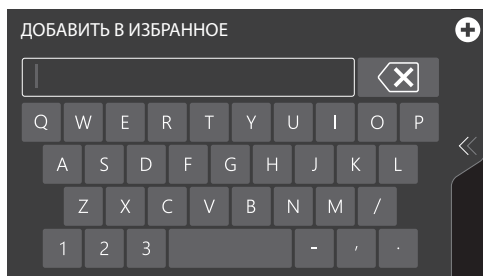 ДОБАВИТЬ В ИЗБРАННОЕ
Q W E R T Y U I O P
A S D F G H J K L
Z X C V B N M /
1 2 3 - , .